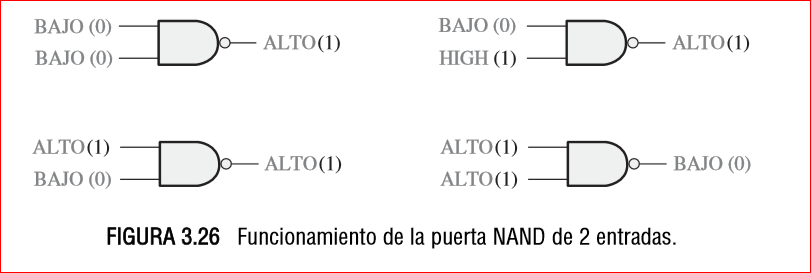 BAJO (0)
BAJO (0)
ALTO(1)
BAJO (0)
HIGH (1)
ALTO(1)
ALTO(1)
BAJO (0)
ALTO(1)
ALTO(1)
ALTO(1)
BAJO (0)
FIGURA 3.26 Funcionamiento de la puerta NAND de 2 entradas.